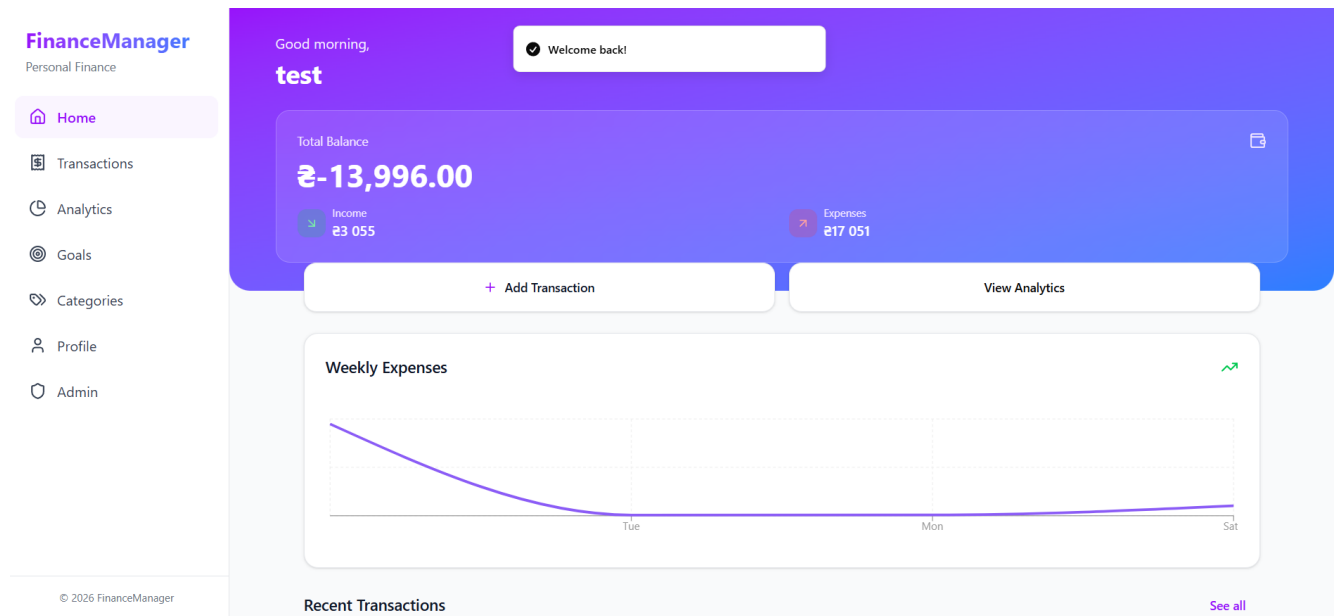 FinanceManager
Personal Finance
Home
Transactions
Analytics
Goals
Categories
Profile
Admin
© 2026 FinanceManager
Good morning,
test
Welcome back!
Total Balance
₴-13,996.00
Income
₴3 055
Expenses
₴17 051
+ Add Transaction
View Analytics
Weekly Expenses
Tue
Mon
Sat
Recent Transactions
See all